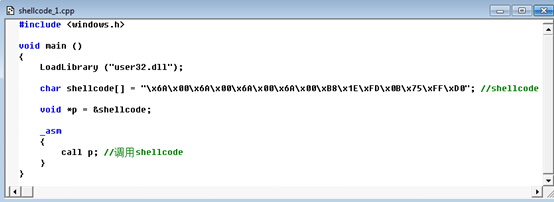 shellcode_1.cpp
#include <windows.h>
void main ()
{
LoadLibrary ("user32.dll");
char shellcode[] = "\x6A\x00\x6A\x00\x6A\x00\x6A\x00\xB8\x1E\xFD\x0B\x75\xFF\xD0"; //shellcode
void *p = &shellcode;
_asm
{
call p; //调用shellcode
}
}